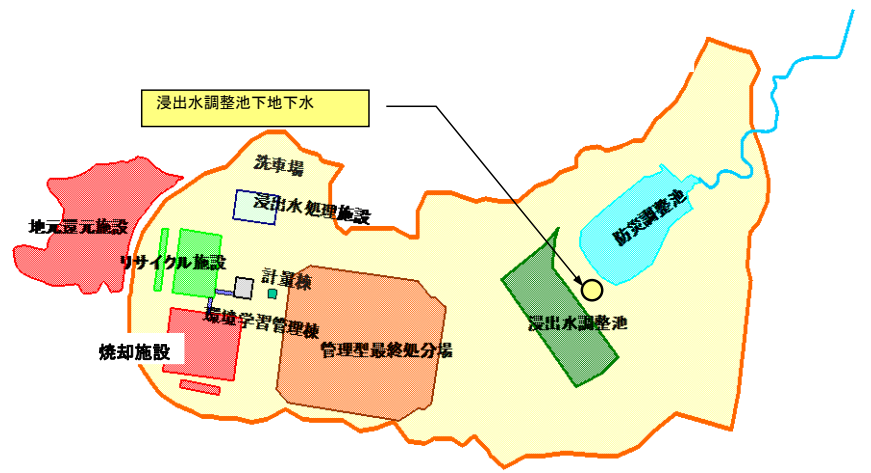 浸出水調整池下地下水
洗車場
浸出水処理施設
防災調整池
地元還元施設
リサイクル施設
計量棟
環境学習管理棟
浸出水調整池
焼却施設
管理型最終処分場